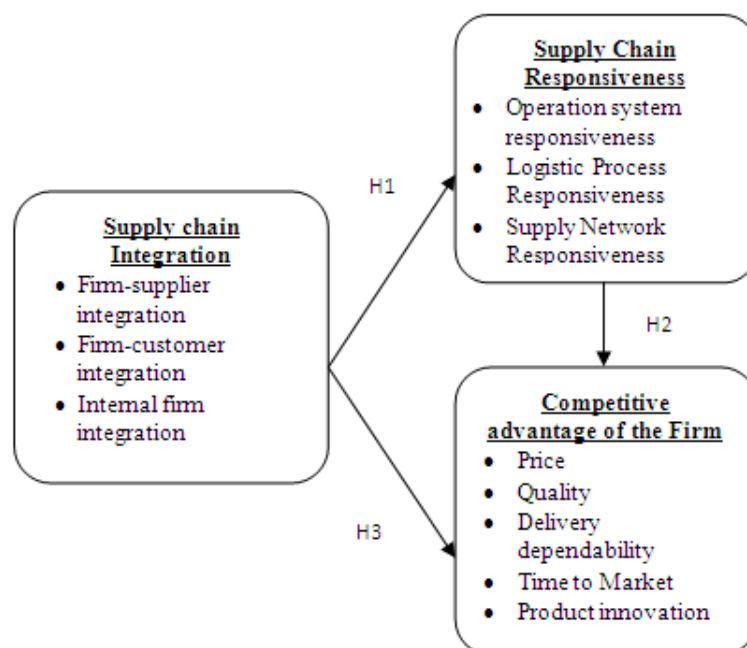 Supply Chain
Responsiveness
• Operation system
responsiveness
• Logistic Process
Responsiveness
• Supply Network
Responsiveness
H1
Supply chain
Integration
• Firm-supplier
integration
• Firm-customer
integration
• Internal firm
integration
H2
Competitive
advantage of the Firm
• Price
• Quality
• Delivery
dependability
• Time to Market
• Product innovation
H3